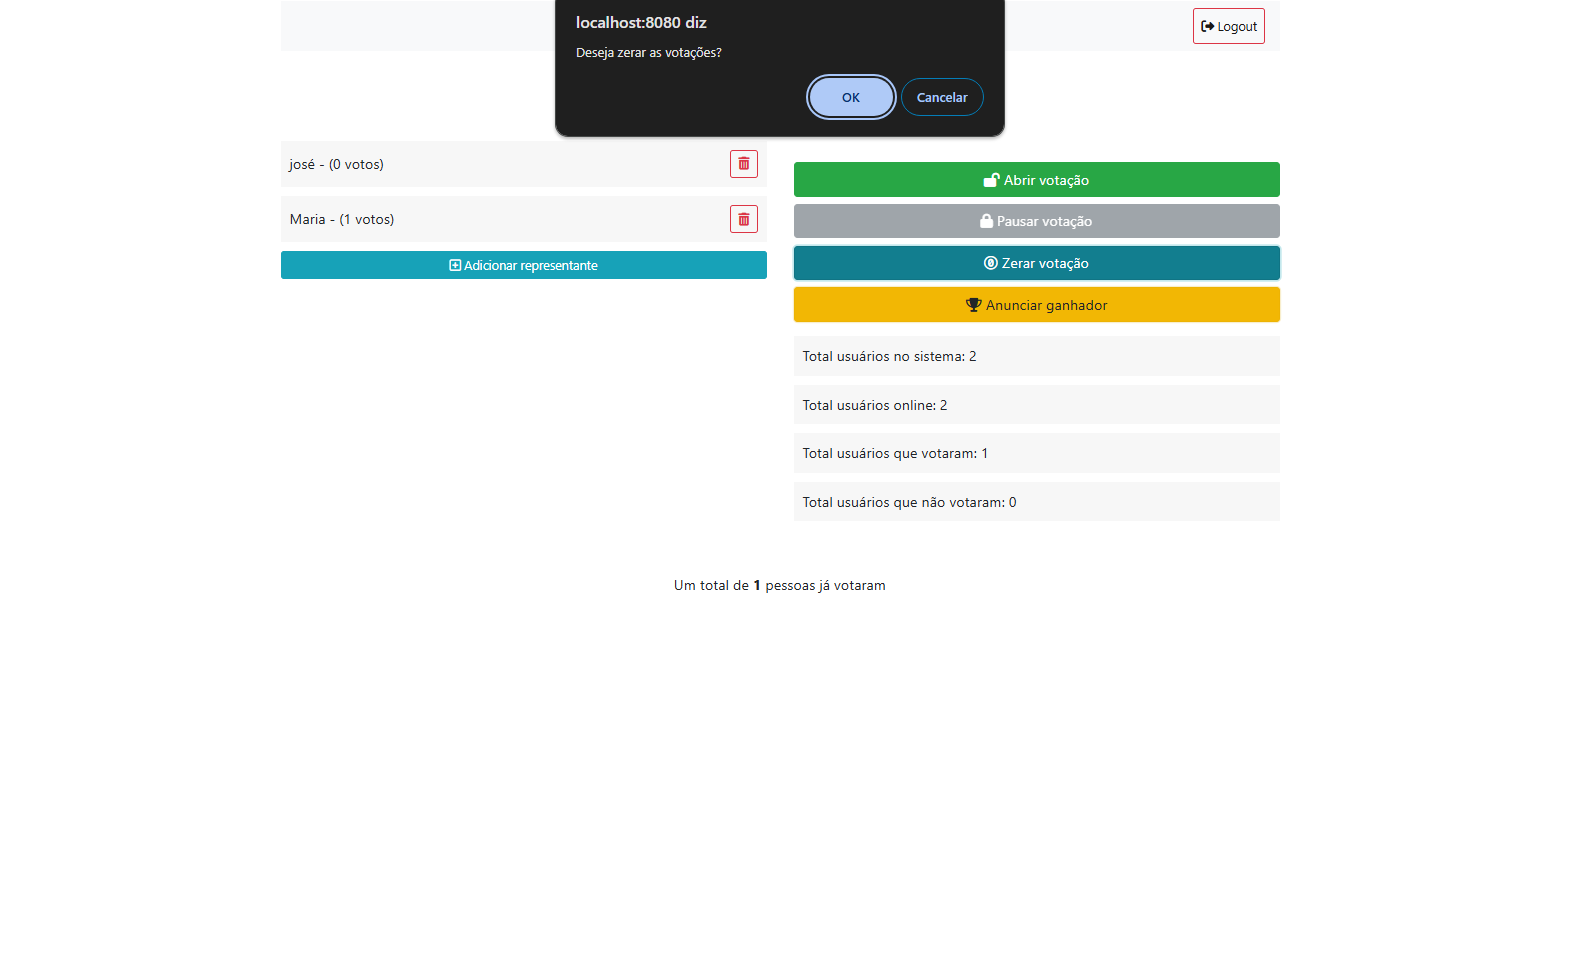 localhost:8080 diz
Deseja zerar as votações?
OK
Cancelar
Logout
josé - (0 votos)
Maria - (1 votos)
Adicionar representante
Abrir votação
Pausar votação
Zerar votação
Anunciar ganhador
Total usuários no sistema: 2
Total usuários online: 2
Total usuários que votaram: 1
Total usuários que não votaram: 0
Um total de 1 pessoas já votaram